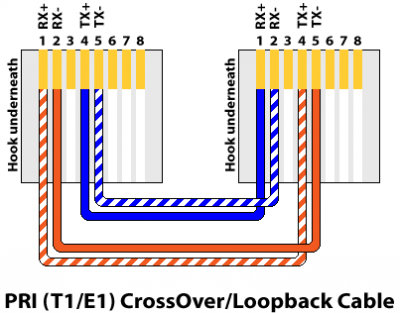 RX+ RX- TX+ TX-
1 2 3 4 5 6 7 8
Hook underneath
RX+ RX- TX+ TX-
1 2 3 4 5 6 7 8
Hook underneath
PRI (T1/E1) CrossOver/Loopback Cable